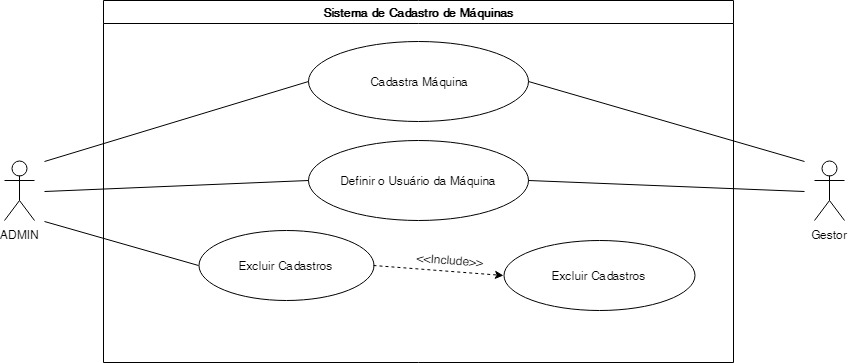 Sistema de Cadastro de Máquinas
Cadastra Máquina
Definir o Usuário da Máquina
ADMIN
Gestor
Excluir Cadastros
<<Include>>
Excluir Cadastros